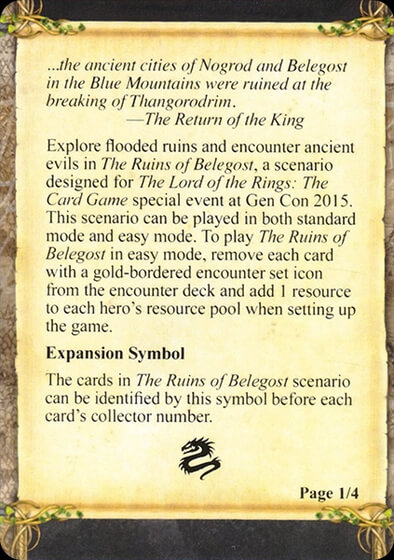 ...the ancient cities of Nogrod and Belegost
in the Blue Mountains were ruined at the
breaking of Thangorodrim.
—The Return of the King
Explore flooded ruins and encounter ancient
evils in The Ruins of Belegost, a scenario
designed for The Lord of the Rings: The
Card Game special event at Gen Con 2015.
This scenario can be played in both standard
mode and easy mode. To play The Ruins of
Belegost in easy mode, remove each card
with a gold-bordered encounter set icon
from the encounter deck and add 1 resource
to each hero's resource pool when setting up
the game.
Expansion Symbol
The cards in The Ruins of Belegost scenario
can be identified by this symbol before each
card's collector number.
Page 1/4